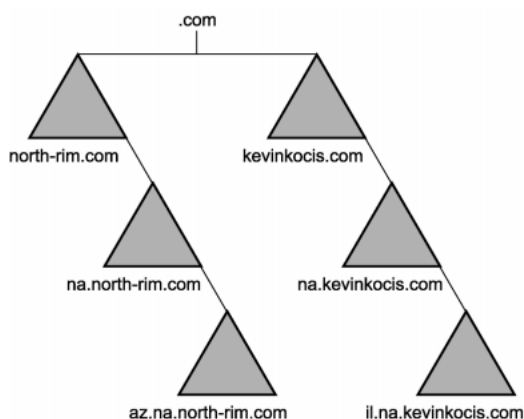 .com
north-rim.com
kevinkocis.com
na.north-rim.com
na.kevinkocis.com
az.na.north-rim.com
il.na.kevinkocis.com